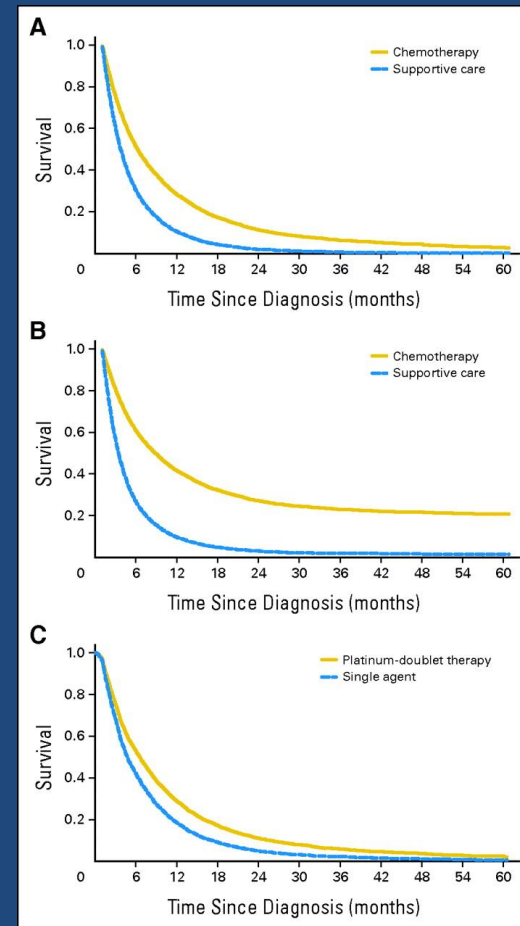 A
1.0
Chemotherapy
Supportive care
0.8
0.6
0.4
0.2
Survival
0 6 12 18 24 30 36 42 48 54 60
Time Since Diagnosis (months)
B
1.0
Chemotherapy
Supportive care
0.8
0.6
0.4
0.2
Survival
0 6 12 18 24 30 36 42 48 54 60
Time Since Diagnosis (months)
C
1.0
Platinum-doublet therapy
Single agent
0.8
0.6
0.4
0.2
Survival
0 6 12 18 24 30 36 42 48 54 60
Time Since Diagnosis (months)